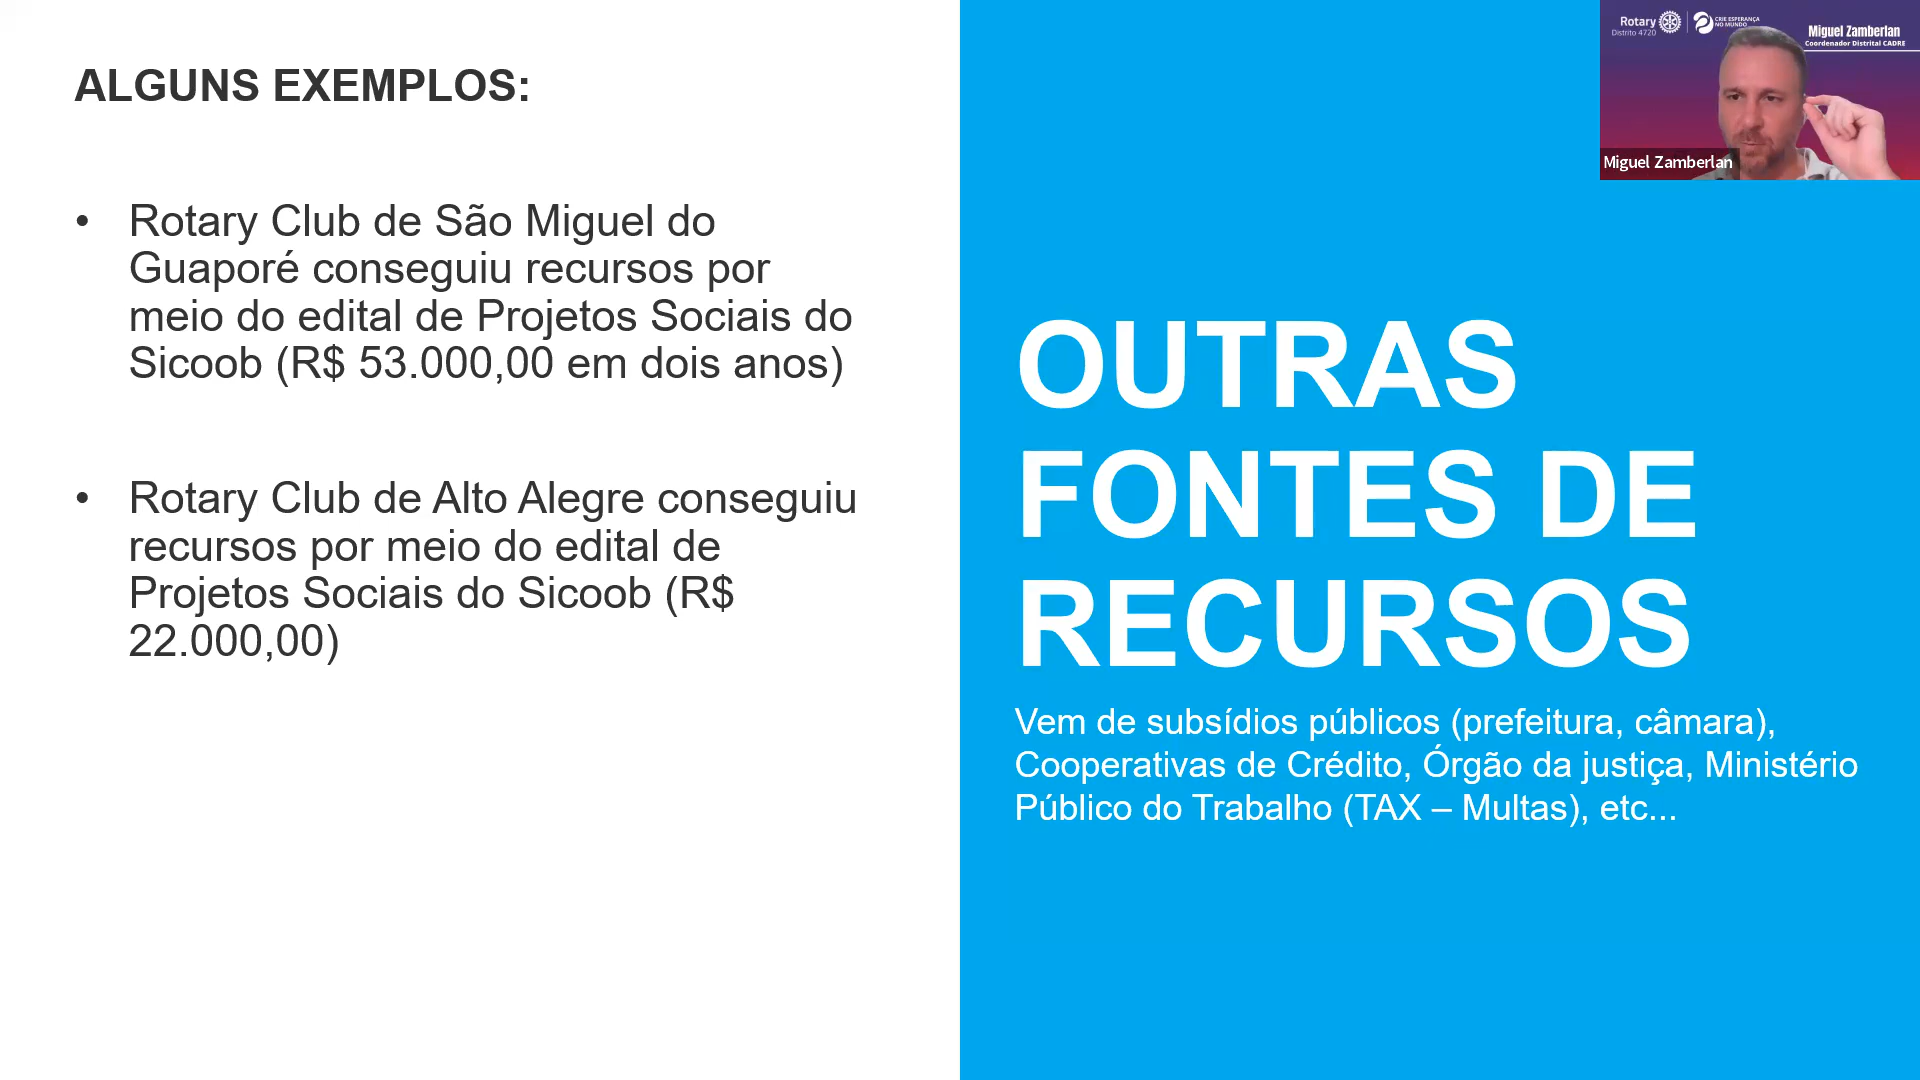 ALGUNS EXEMPLOS:
• Rotary Club de São Miguel do
Guaporé conseguiu recursos por
meio do edital de Projetos Sociais do
Sicoob (R$ 53.000,00 em dois anos)
• Rotary Club de Alto Alegre conseguiu
recursos por meio do edital de
Projetos Sociais do Sicoob (R$
22.000,00)
Rotary
Distrito 4720
CRIE ESPERANÇA
NO MUNDO
Miguel Zamberlan
Coordenador Distrital CADRE
Miguel Zamberlan
OUTRAS
FONTES DE
RECURSOS
Vem de subsídios públicos (prefeitura, câmara),
Cooperativas de Crédito, Órgão da justiça, Ministério
Público do Trabalho (TAX – Multas), etc...